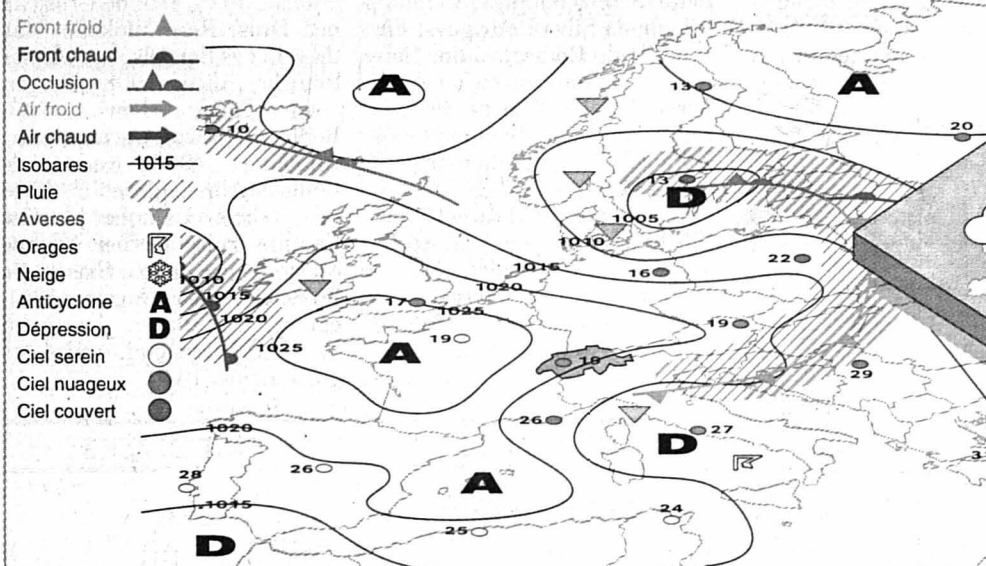 Front froid
Front chaud
Occlusion
Air froid
Air chaud
Isobares 1015
Pluie
Averses
Orages
Neige
Anticyclone A
Dépression D
Ciel serein
Ciel nuageux
Ciel couvert
A
A
13
20
10
13
D
1005
1010
1015
16
22
1010
1015
1020
1020
17
1025
19
19
1025
A
18
29
26
27
D
1020
26
28
A
1015
25
24
D
3